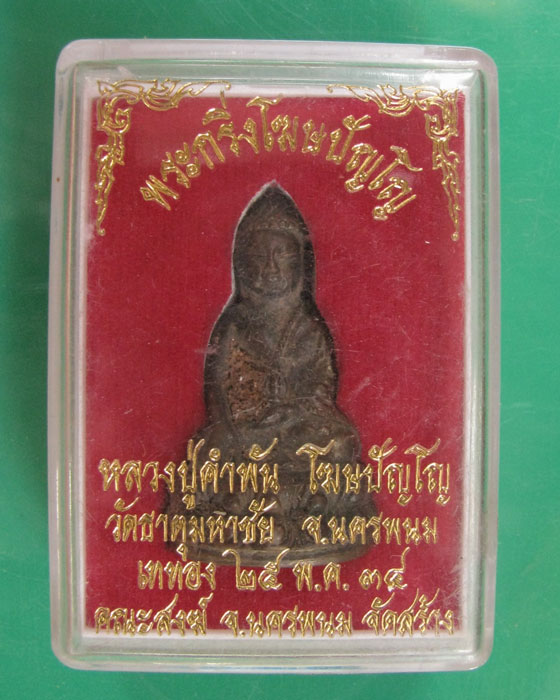 พระกริ่งโฆษปัญโญ
หลวงปู่คำพัน โฆษปัญโญ
วัดธาตุมหาชัย จ.นครพนม
เททอง ๒๕ พ.ค. ๓๔
คณะสงฆ์ จ.นครพนม จัดสร้าง